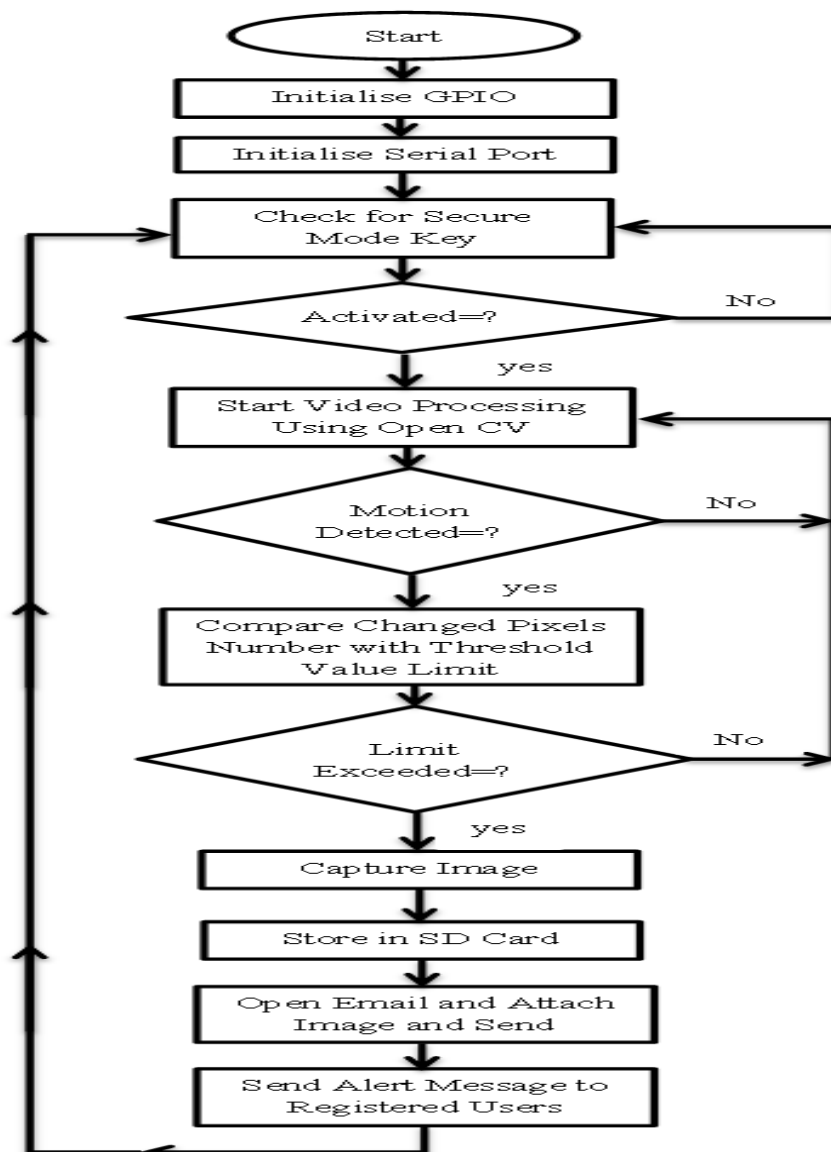 Start
Initialise GPIO
Initialise Serial Port
Check for Secure
Mode Key
Activated=?
No
yes
Start Video Processing
Using Open CV
Motion
Detected=?
No
yes
Compare Changed Pixels
Number with Threshold
Value Limit
Limit
Exceeded=?
No
yes
Capture Image
Store in SD Card
Open Email and Attach
Image and Send
Send Alert Message to
Registered Users